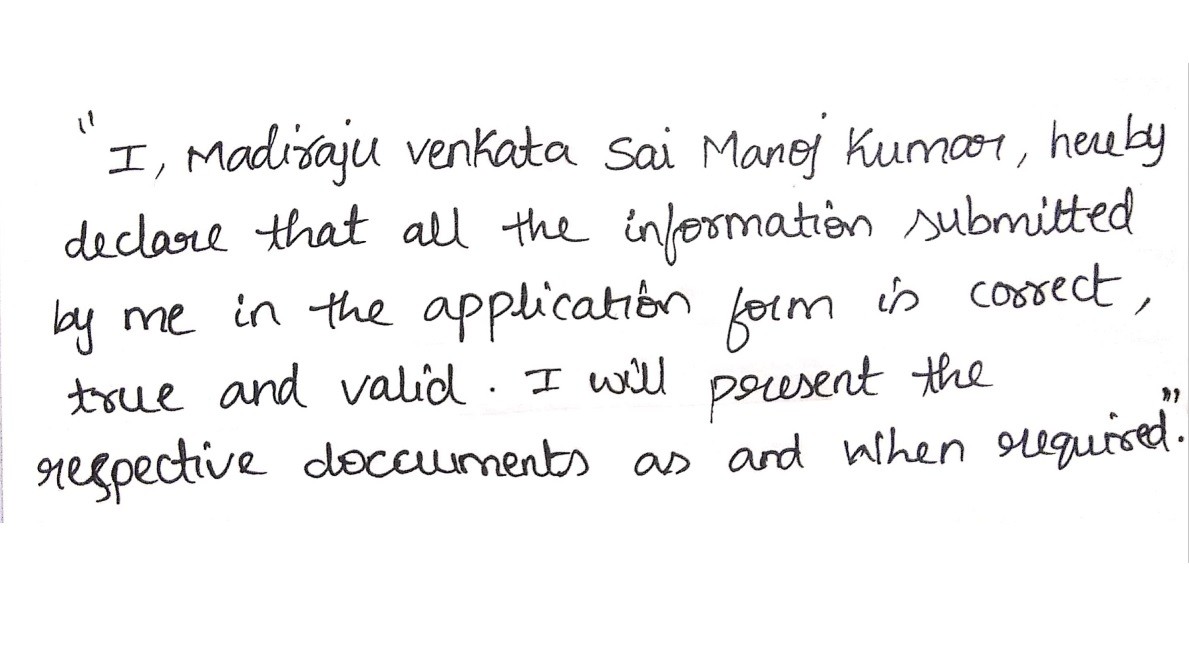 "I, Madiraju venkata Sai Manoj Kumar, hereby
declare that all the information submitted
by me in the application form is correct,
true and valid. I will present the
respective doccuments as and when required."